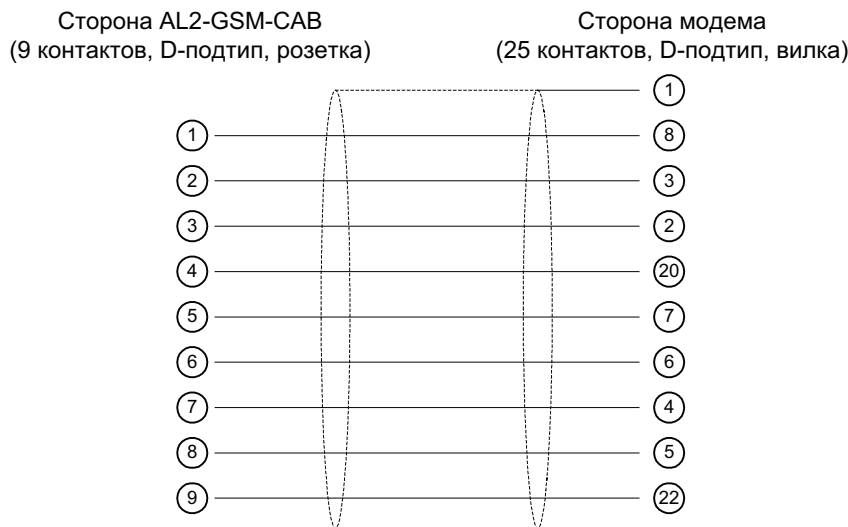 Сторона AL2-GSM-CAB
(9 контактов, D-подтип, розетка)
Сторона модема
(25 контактов, D-подтип, вилка)
1
1 8
2 3
3 2
4 20
5 7
6 6
7 4
8 5
9 22